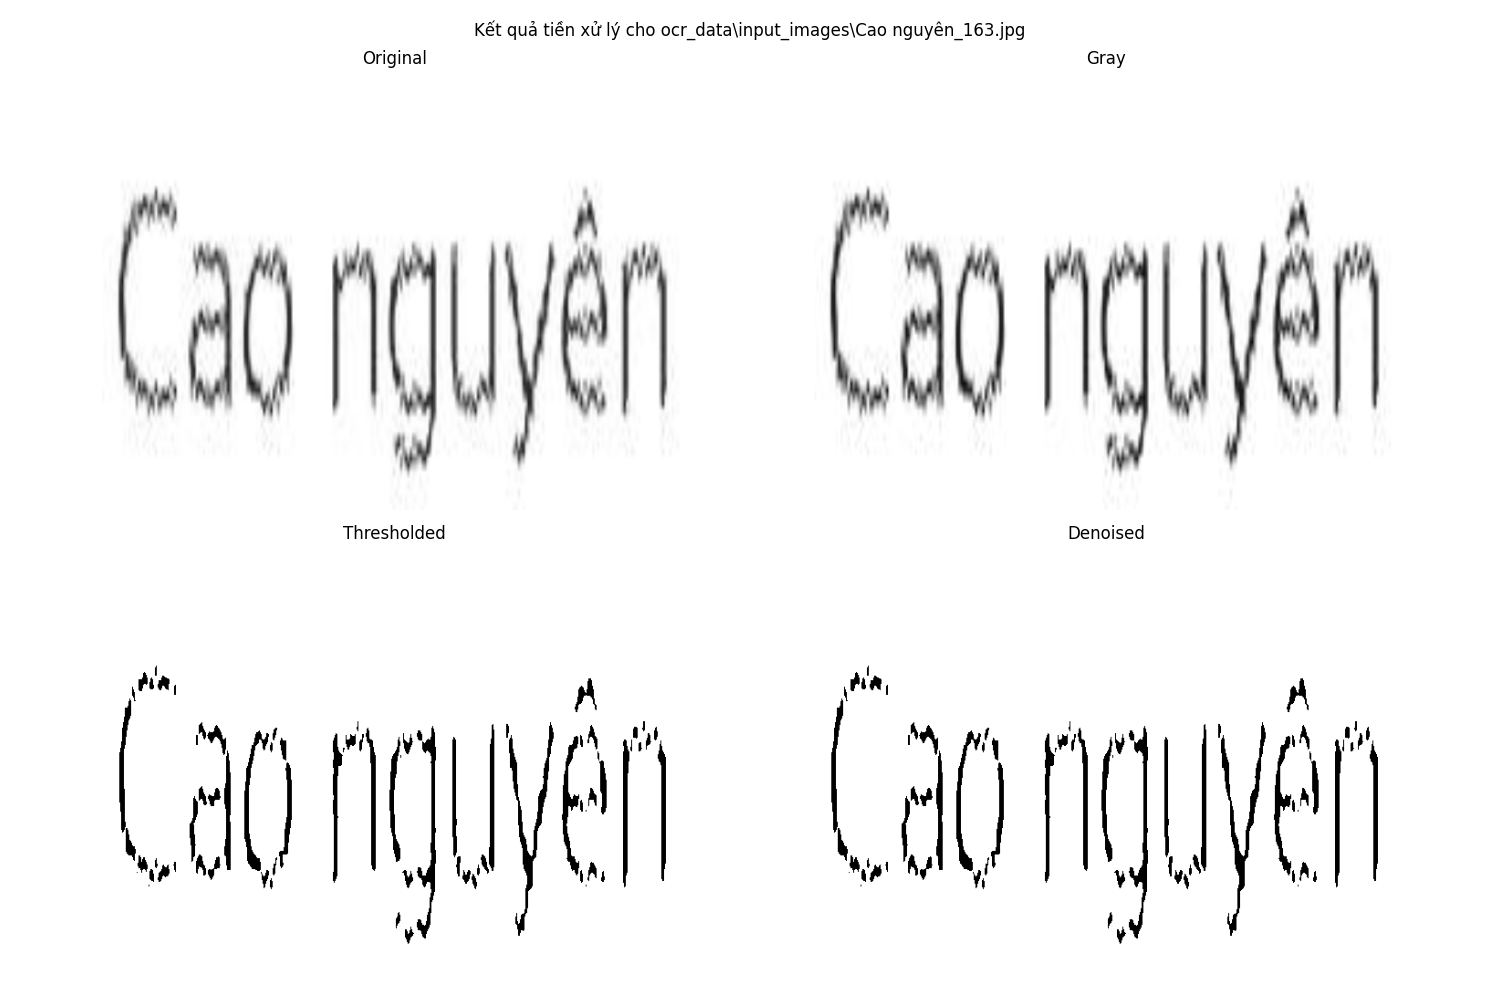 Kết quả tiền xử lý cho ocr_data\input_images\Cao nguyên_163.jpg
Original
Gray
Cao nguyên
Cao nguyên
Thresholded
Denoised
Cao nguyên
Cao nguyên